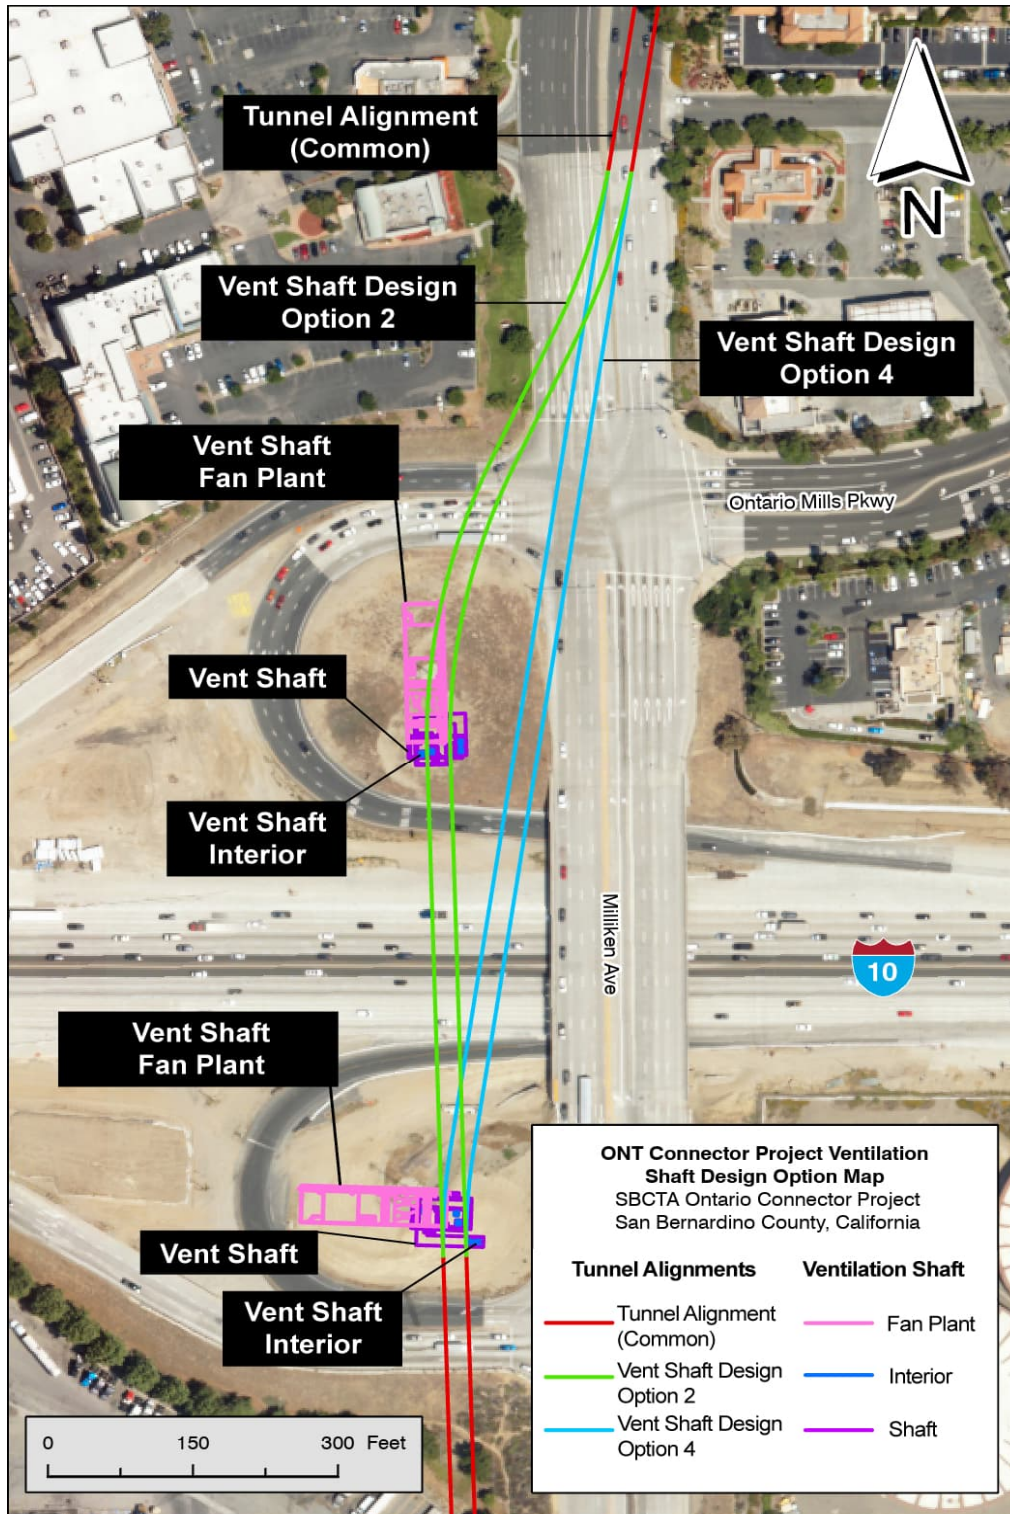 Tunnel Alignment
(Common)
N
Vent Shaft Design
Option 2
Vent Shaft Design
Option 4
Vent Shaft
Fan Plant
Ontario Mills Pkwy
Vent Shaft
Vent Shaft
Interior
Milliken Ave
10
Vent Shaft
Fan Plant
Vent Shaft
Vent Shaft
Interior
ONT Connector Project Ventilation
Shaft Design Option Map
SBCTA Ontario Connector Project
San Bernardino County, California
Tunnel Alignments
Ventilation Shaft
Tunnel Alignment
(Common)
Fan Plant
Vent Shaft Design
Option 2
Interior
Vent Shaft Design
Option 4
Shaft
0 150 300 Feet